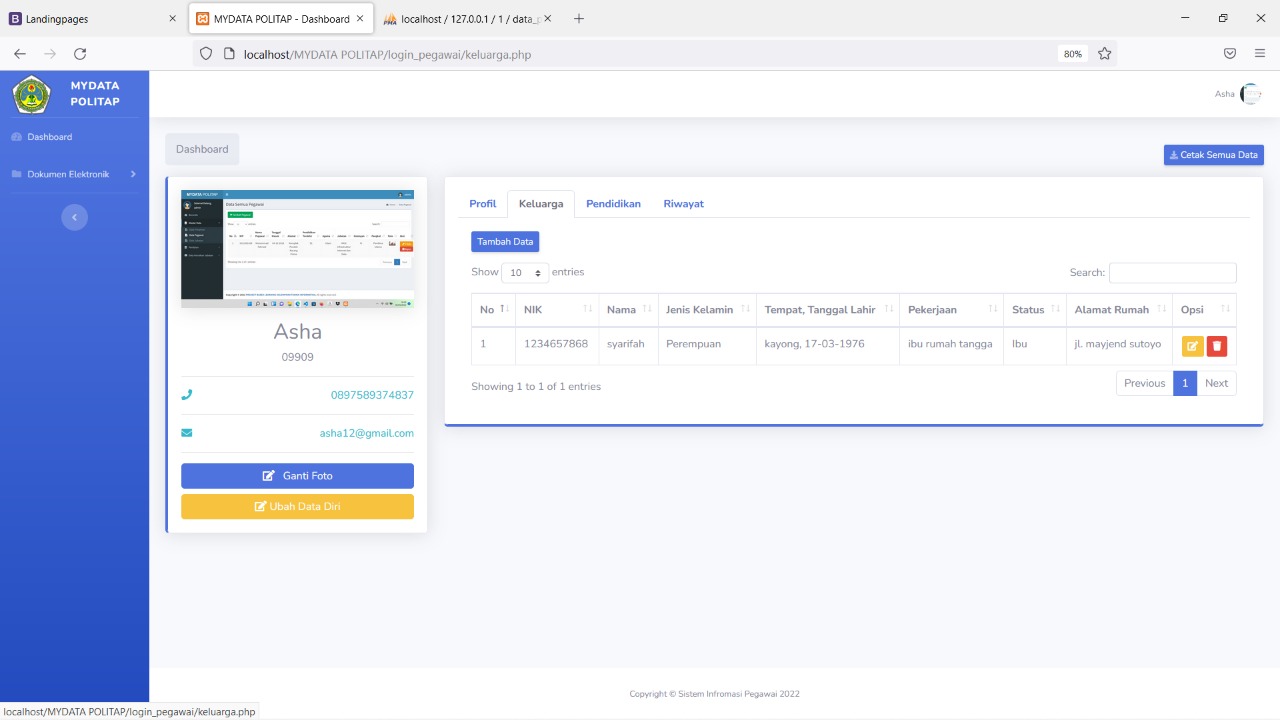 Landingpages
MYDATA POLITAP - Dashboard
localhost / 127.0.0.1 / 1 / data_p
localhost/MYDATA POLITAP/login_pegawai/keluarga.php
80%
MYDATA
POLITAP
Dashboard
Dokumen Elektronik
Asha
Dashboard
Cetak Semua Data
MYDATA POLITAP
Data Semua Pegawai
Asha
09909
0897589374837
asha12@gmail.com
Ganti Foto
Ubah Data Diri
Profil Keluarga Pendidikan Riwayat
Tambah Data
Show 10 entries
Search:
No NIK Nama Jenis Kelamin Tempat, Tanggal Lahir Pekerjaan Status Alamat Rumah Opsi
1 1234657868 syarifah Perempuan kayong, 17-03-1976 ibu rumah tangga Ibu jl. mayjend sutoyo
Showing 1 to 1 of 1 entries
Previous 1 Next
Copyright © Sistem Infromasi Pegawai 2022
localhost/MYDATA POLITAP/login_pegawai/keluarga.php